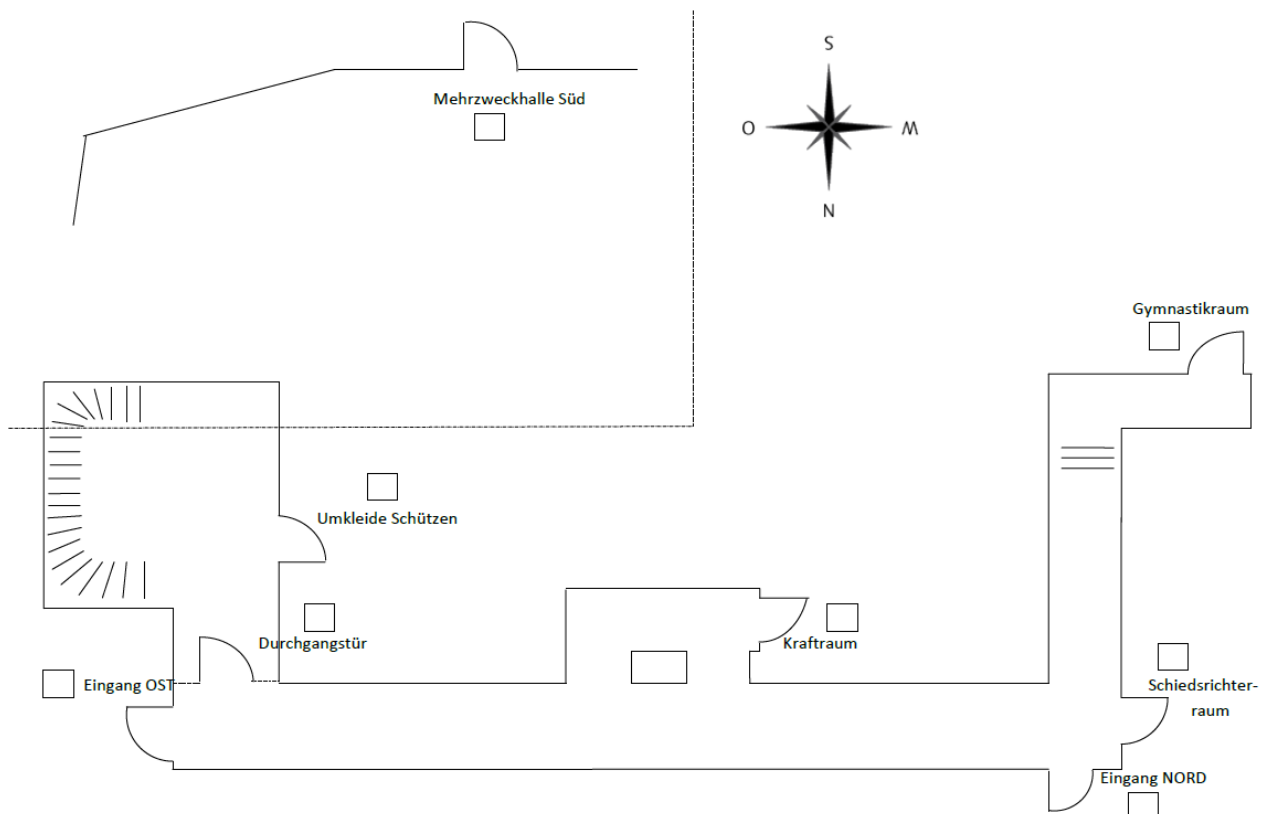 S
Mehrzweckhalle Süd
O
W
N
Gymnastikraum
Umkleide Schützen
Durchgangstür
Kraftraum
Eingang OST
Schiedsrichter-
raum
Eingang NORD